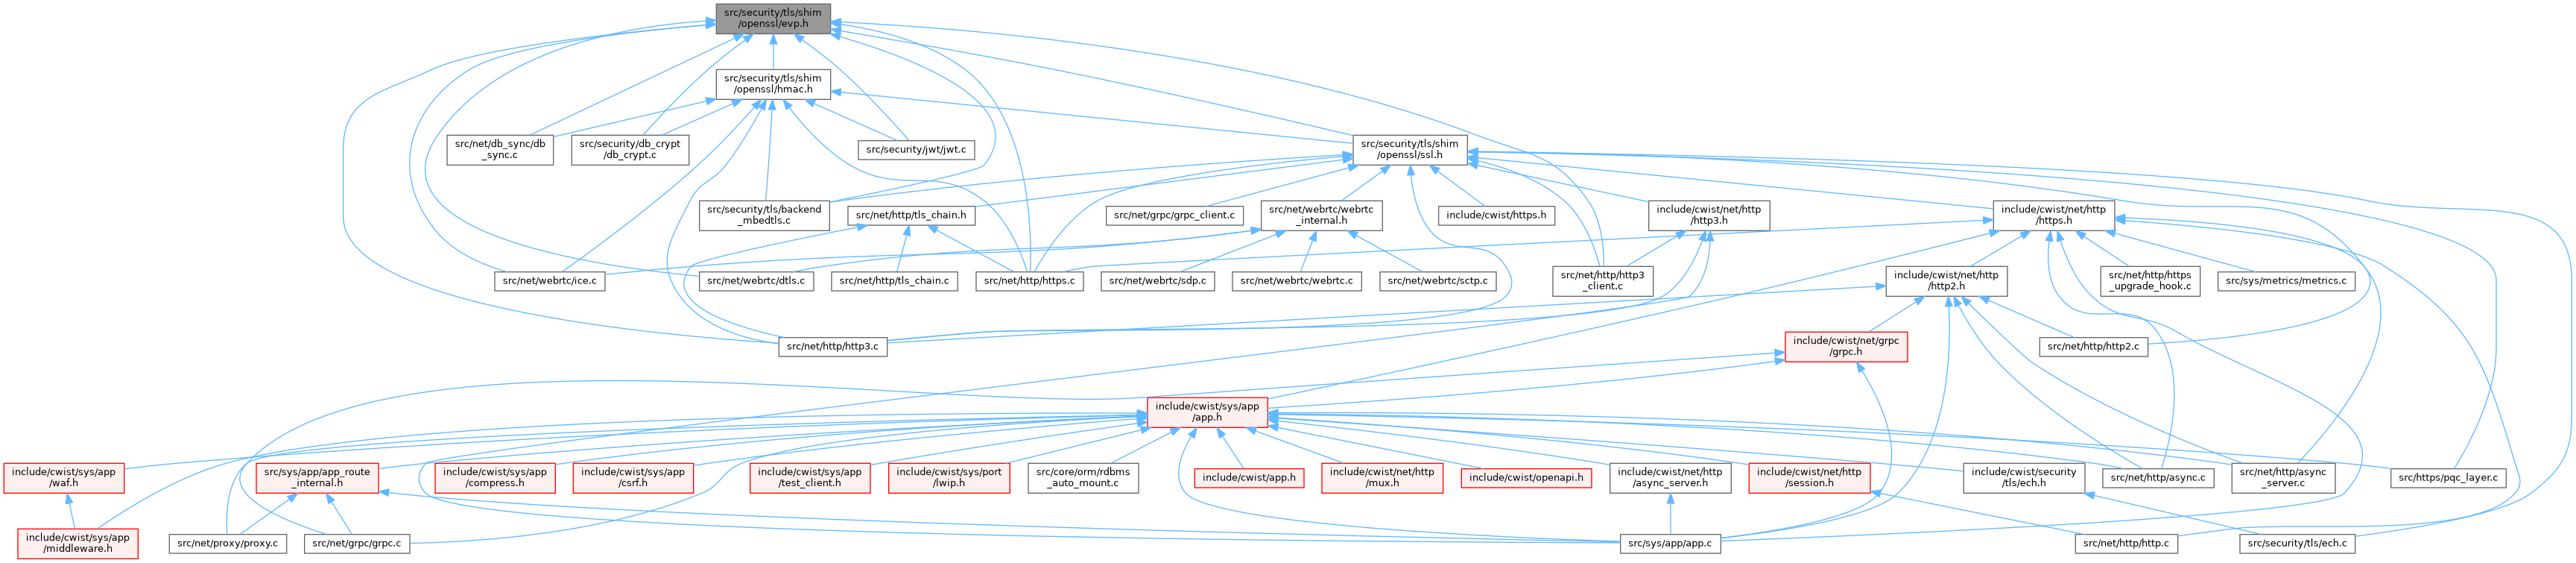 src/security/tls/shim
/openssl/evp.h
src/security/tls/shim
/openssl/hmac.h
src/net/db_sync/db
_sync.c
src/security/db_crypt
/db_crypt.c
src/security/jwt/jwt.c
src/security/tls/shim
/openssl/ssl.h
src/security/tls/backend
_mbedtls.c
src/net/http/tls_chain.h
src/net/grpc/grpc_client.c
src/net/webrtc/webrtc
_internal.h
include/cwist/https.h
include/cwist/net/http
/http3.h
include/cwist/net/http
/https.h
src/net/webrtc/ice.c
src/net/webrtc/dtls.c
src/net/http/tls_chain.c
src/net/http/https.c
src/net/webrtc/sdp.c
src/net/webrtc/webrtc.c
src/net/webrtc/sctp.c
src/net/http/http3
_client.c
include/cwist/net/http
/http2.h
src/net/http/https
_upgrade_hook.c
src/sys/metrics/metrics.c
src/net/http/http3.c
include/cwist/net/grpc
/grpc.h
src/net/http/http2.c
include/cwist/sys/app
/app.h
include/cwist/sys/app
/waf.h
src/sys/app/app_route
_internal.h
include/cwist/sys/app
/compress.h
include/cwist/sys/app
/csrf.h
include/cwist/sys/app
/test_client.h
include/cwist/sys/port
/lwip.h
src/core/orm/rdbms
_auto_mount.c
include/cwist/app.h
include/cwist/net/http
/mux.h
include/cwist/openapi.h
include/cwist/net/http
/async_server.h
include/cwist/net/http
/session.h
include/cwist/security
/tls/ech.h
src/net/http/async.c
src/net/http/async
_server.c
src/https/pqc_layer.c
include/cwist/sys/app
/middleware.h
src/net/proxy/proxy.c
src/net/grpc/grpc.c
src/sys/app/app.c
src/net/http/http.c
src/security/tls/ech.c